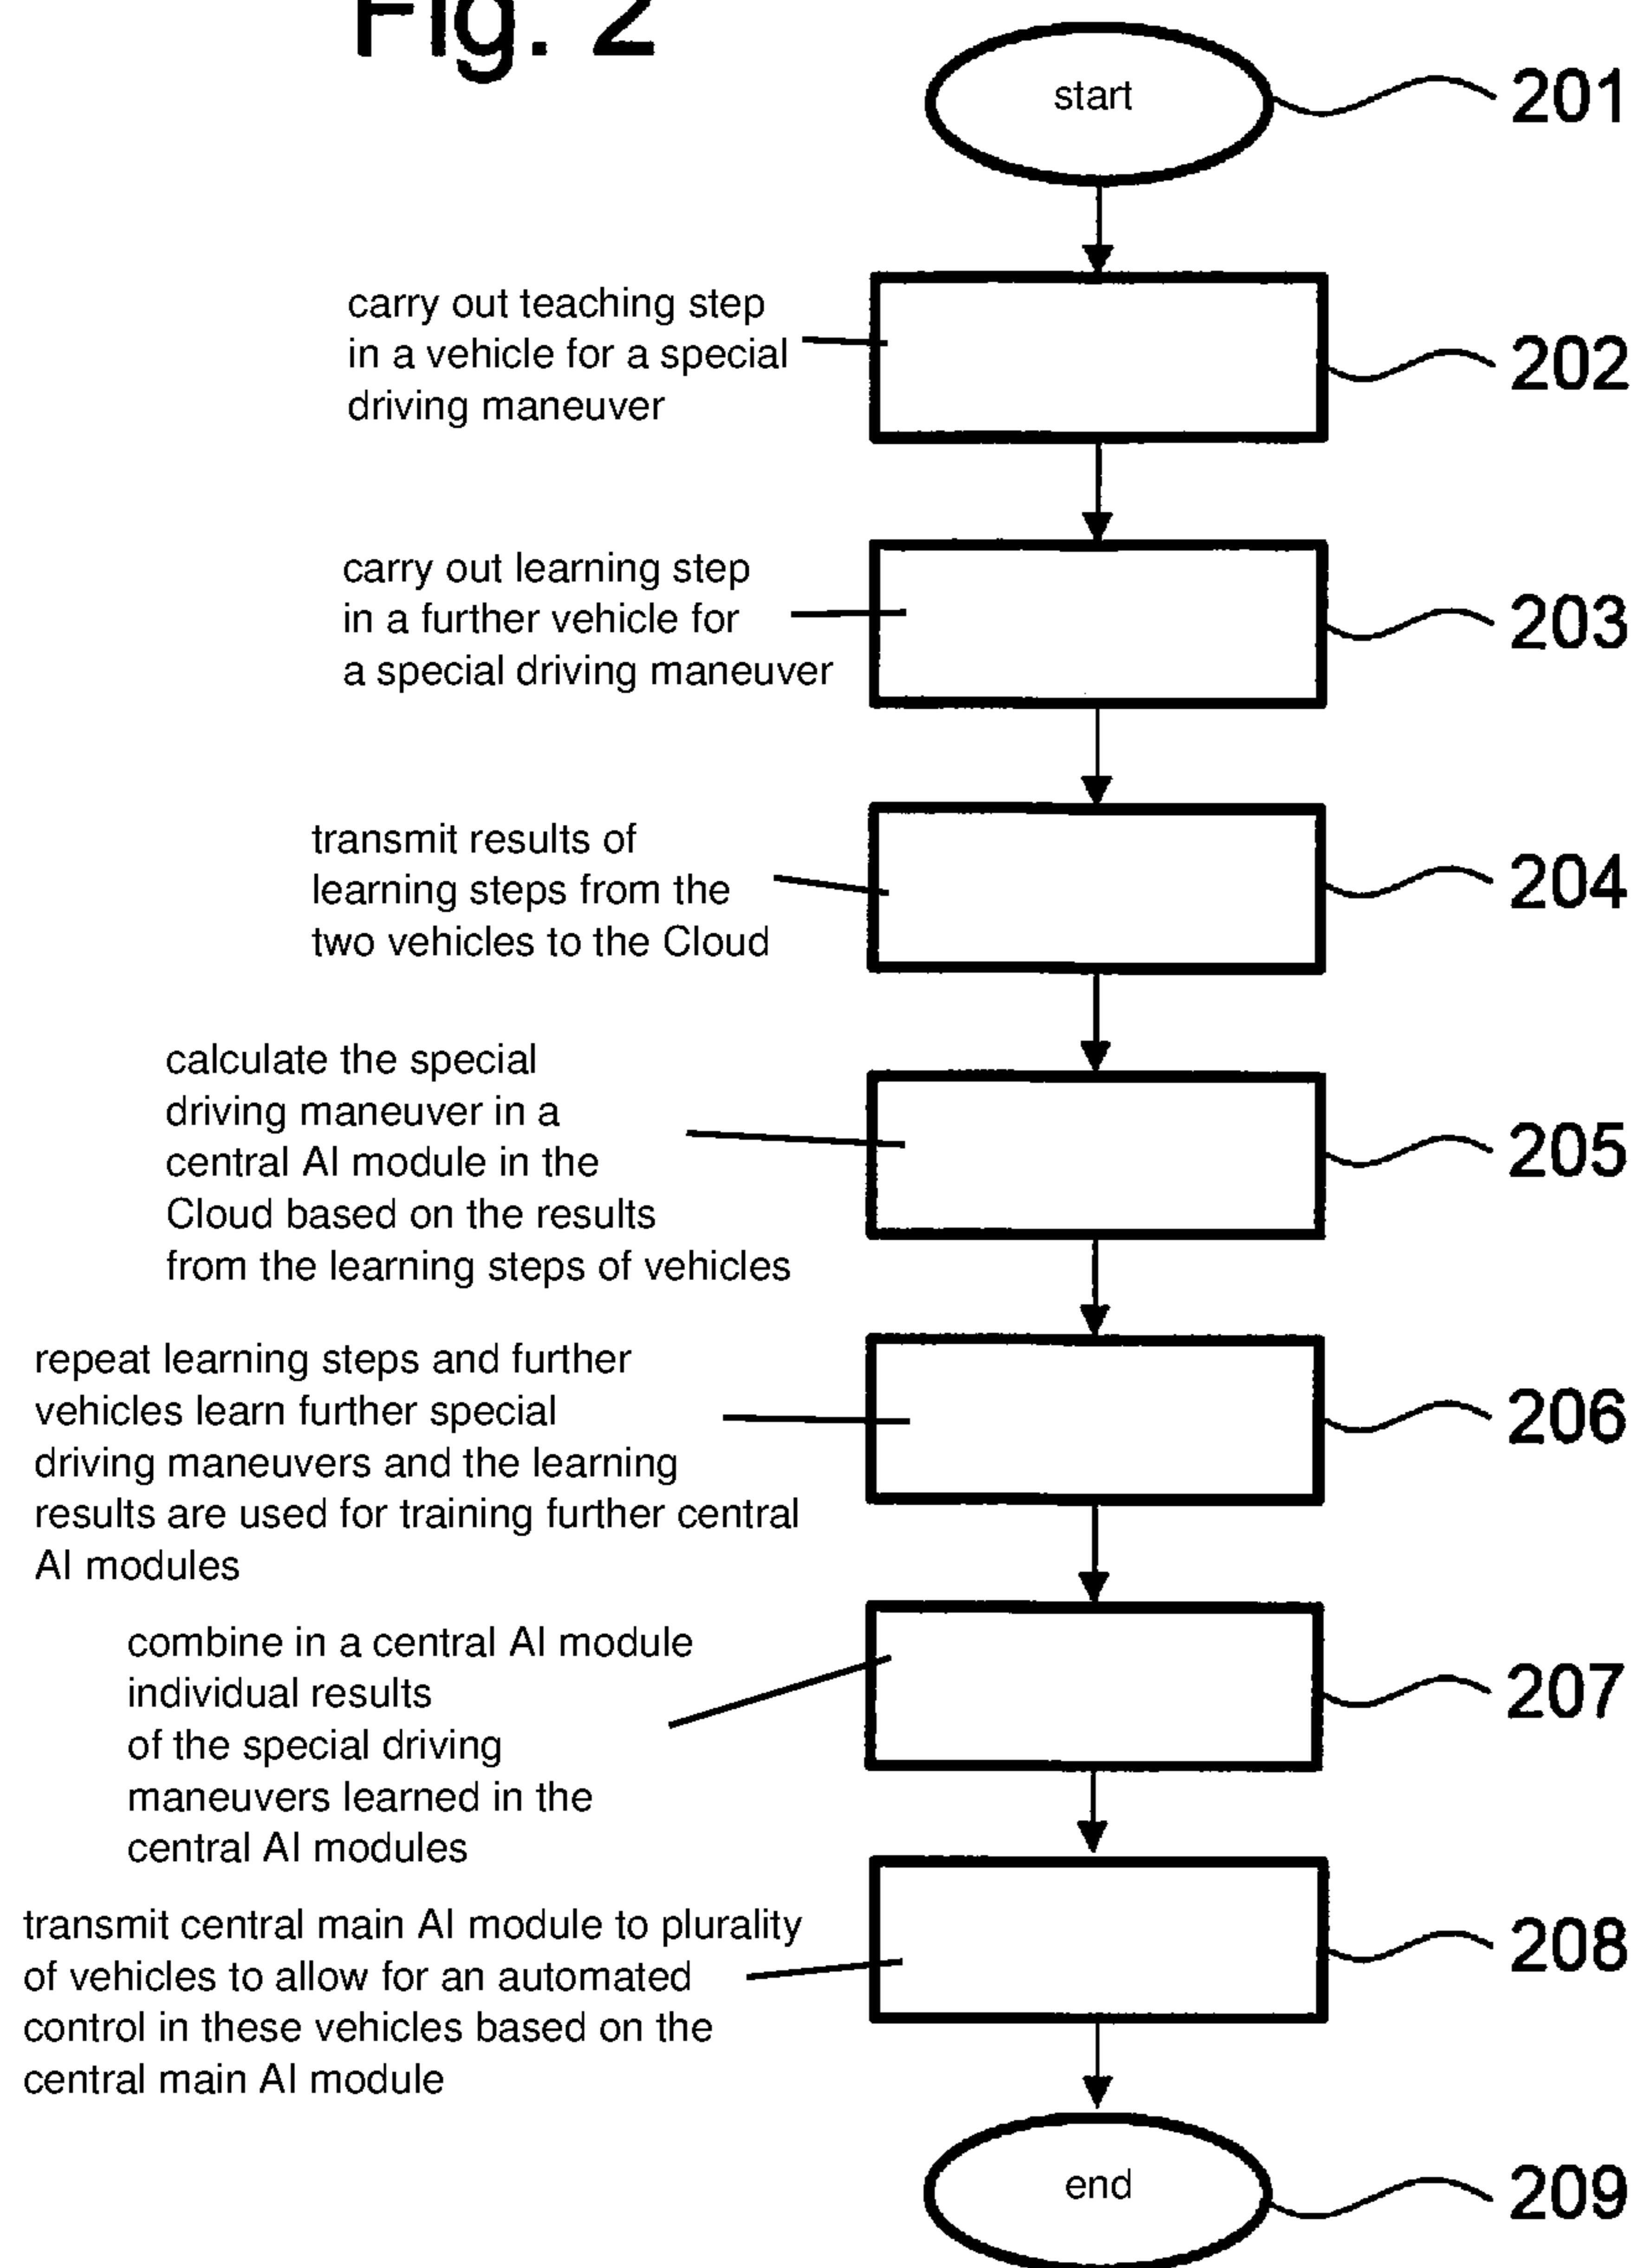 Fig. 2
start
201
carry out teaching step
in a vehicle for a special
driving maneuver
202
carry out learning step
in a further vehicle for
a special driving maneuver
203
transmit results of
learning steps from the
two vehicles to the Cloud
204
calculate the special
driving maneuver in a
central AI module in the
Cloud based on the results
from the learning steps of vehicles
205
repeat learning steps and further
vehicles learn further special
driving maneuvers and the learning
results are used for training further central
AI modules
206
combine in a central AI module
individual results
of the special driving
maneuvers learned in the
central AI modules
207
transmit central main AI module to plurality
of vehicles to allow for an automated
control in these vehicles based on the
central main AI module
208
end
209